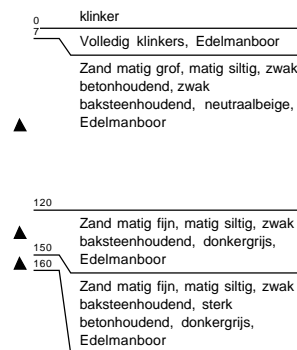 0
klinker
7
Volledig klinkers, Edelmanboor
Zand matig grof, matig siltig, zwak
betonhoudend, zwak
baksteenhoudend, neutraalbeige,
Edelmanboor
120
Zand matig fijn, matig siltig, zwak
baksteenhoudend, donkergrijs,
Edelmanboor
150
160
Zand matig fijn, matig siltig, zwak
baksteenhoudend, sterk
betonhoudend, donkergrijs,
Edelmanboor